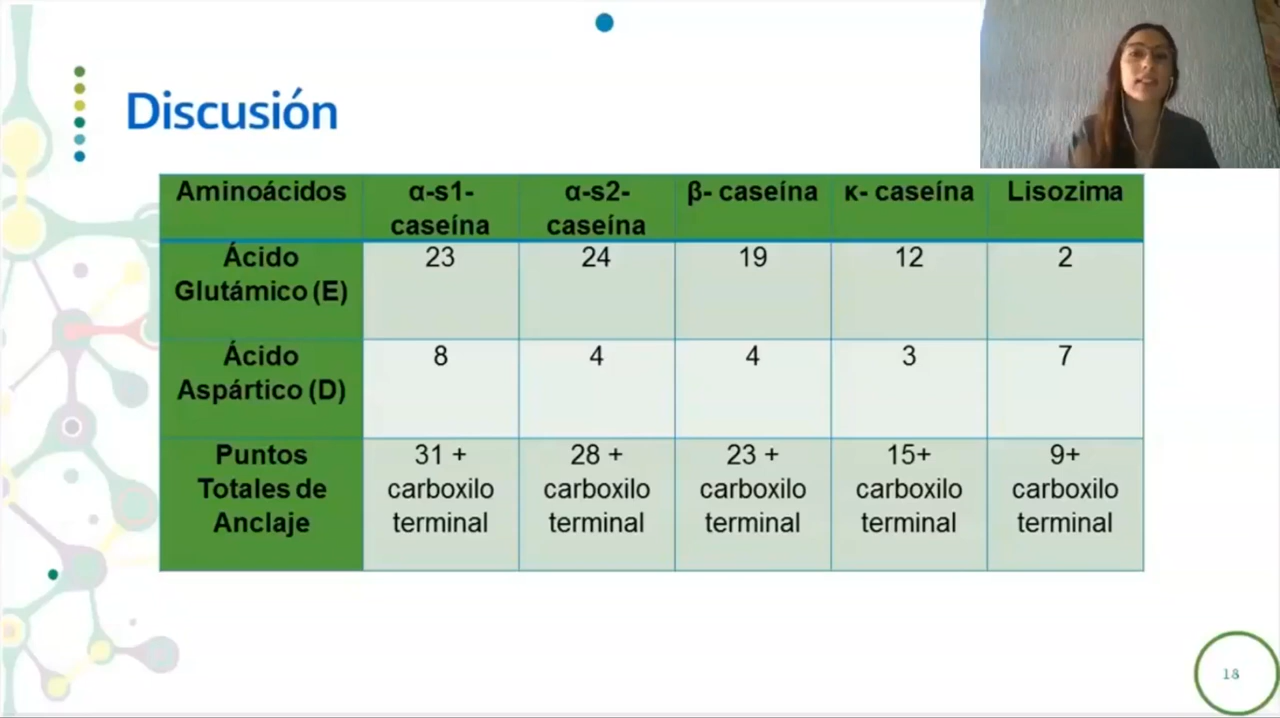 Discusión
Aminoácidos α-s1- α-s2- β- caseína κ- caseína Lisozima
caseína caseína
Ácido 23 24 19 12 2
Glutámico (E)
Ácido 8 4 4 3 7
Aspártico (D)
Puntos 31 + 28 + 23 + 15+ 9+
Totales de carboxilo carboxilo carboxilo carboxilo carboxilo
Anclaje terminal terminal terminal terminal terminal
18